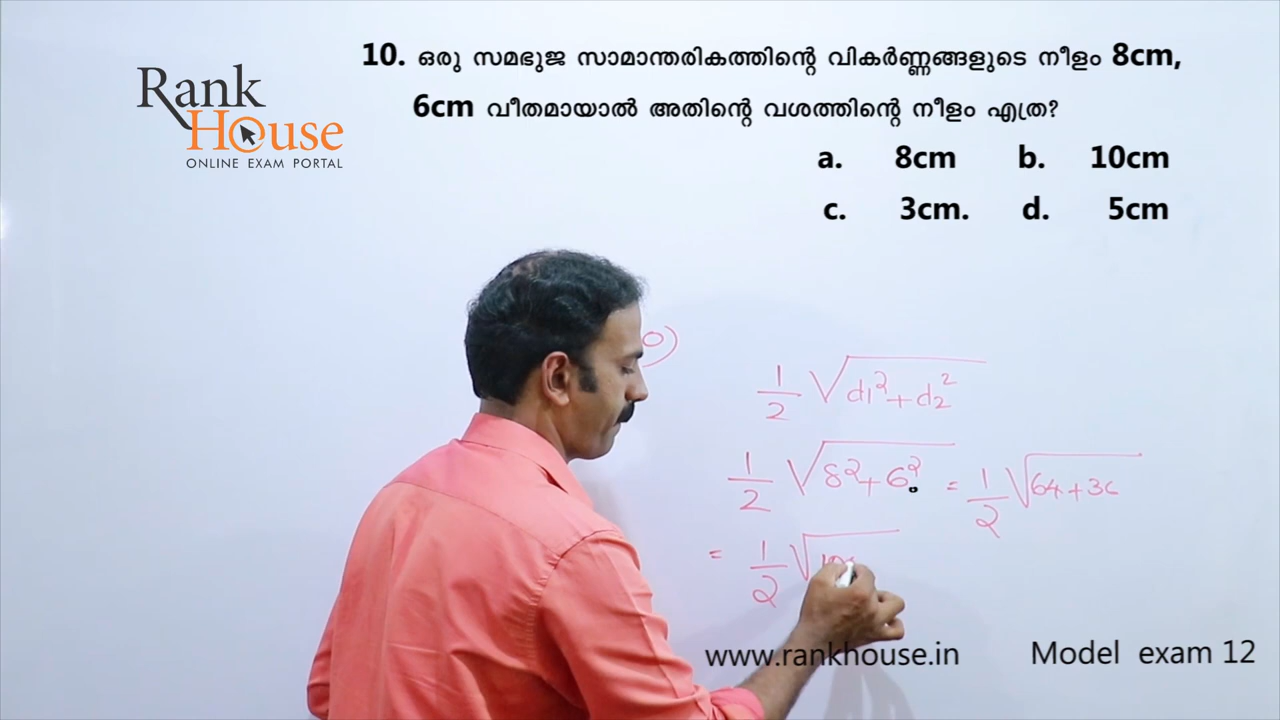 Rank
House
ONLINE EXAM PORTAL
10. ഒരു സമഭുജ സാമാന്തരികത്തിന്റെ വികർണ്ണങ്ങളുടെ നീളം 8cm,
6cm വീതമായാൽ അതിന്റെ വശത്തിന്റെ നീളം എത്ര?
a. 8cm b. 10cm
c. 3cm. d. 5cm
1/2 √d1² + d2²
1/2 √8² + 6² = 1/2 √64 + 36
= 1/2 √
www.rankhouse.in Model exam 12